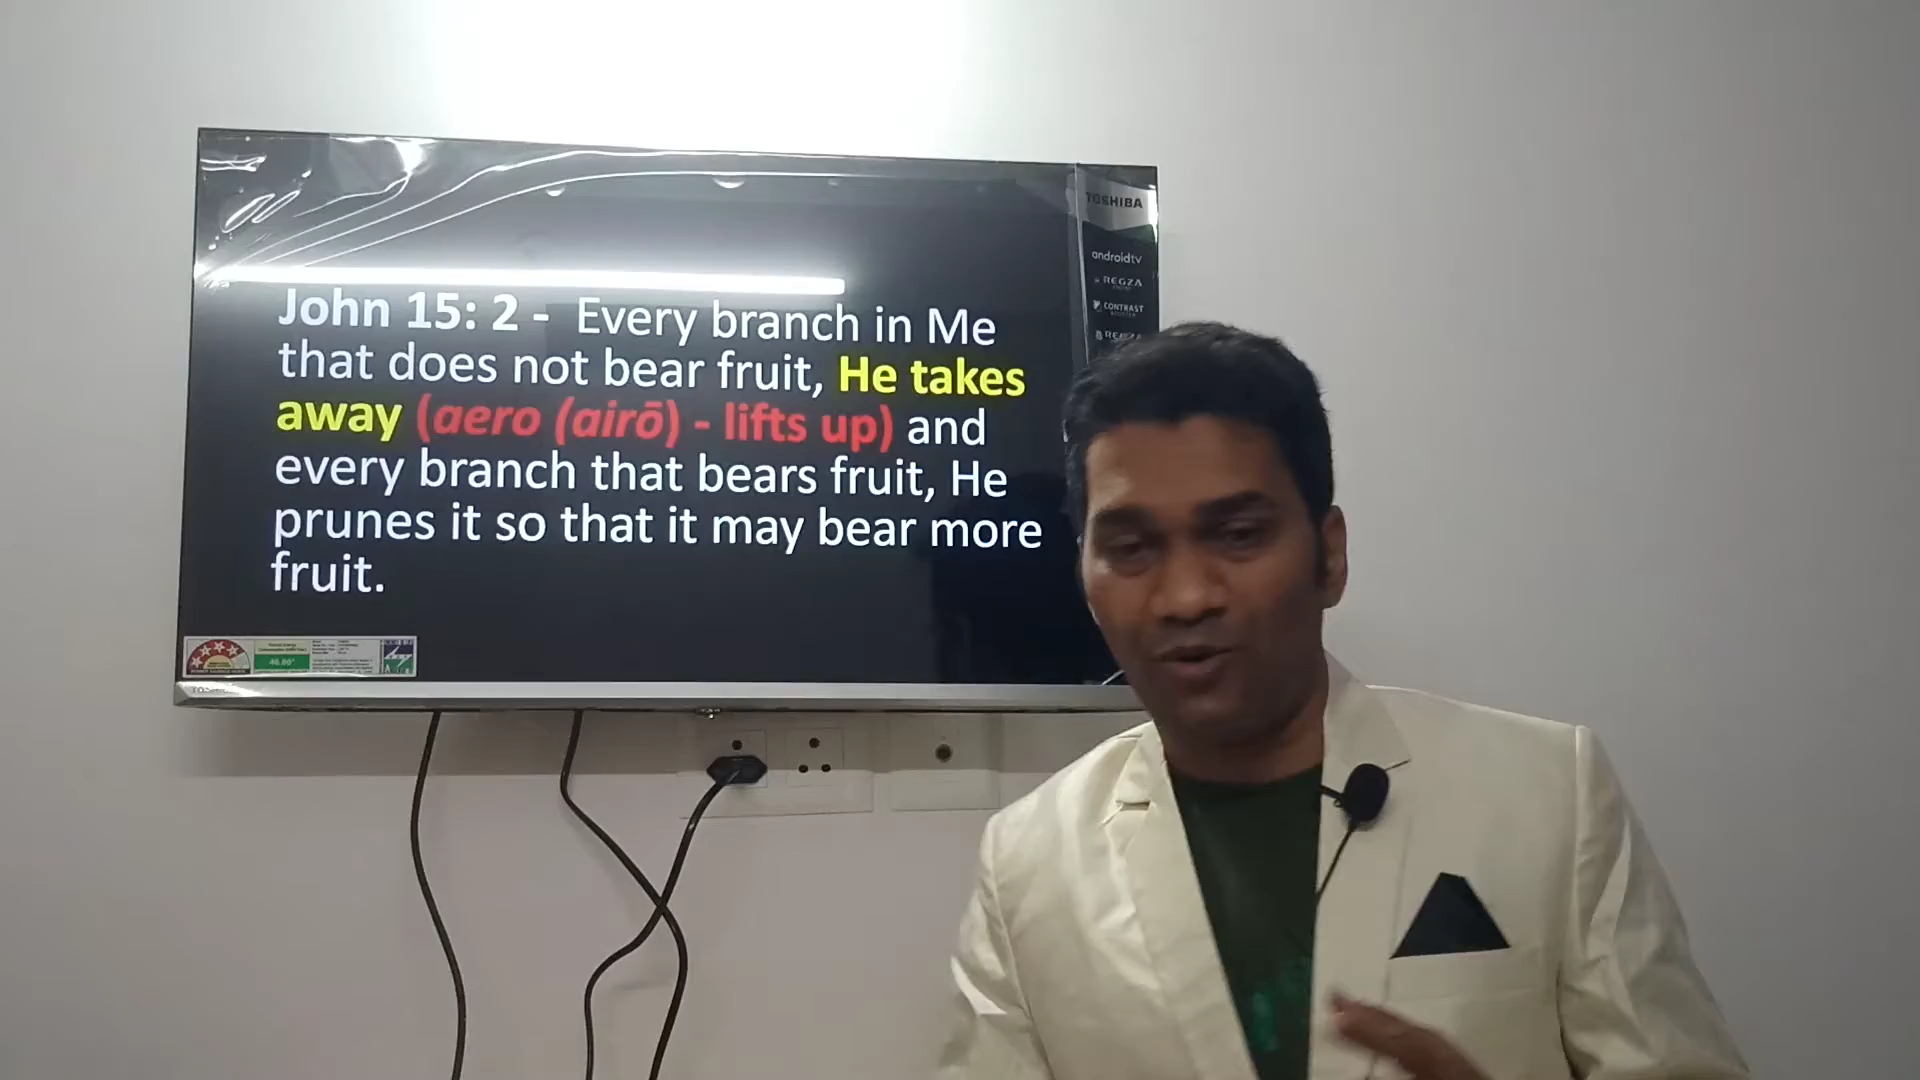 TOSHIBA
androidtv
REGZA
CONTRAST
John 15: 2 - Every branch in Me
that does not bear fruit, He takes
away (aero (airō) - lifts up) and
every branch that bears fruit, He
prunes it so that it may bear more
fruit.